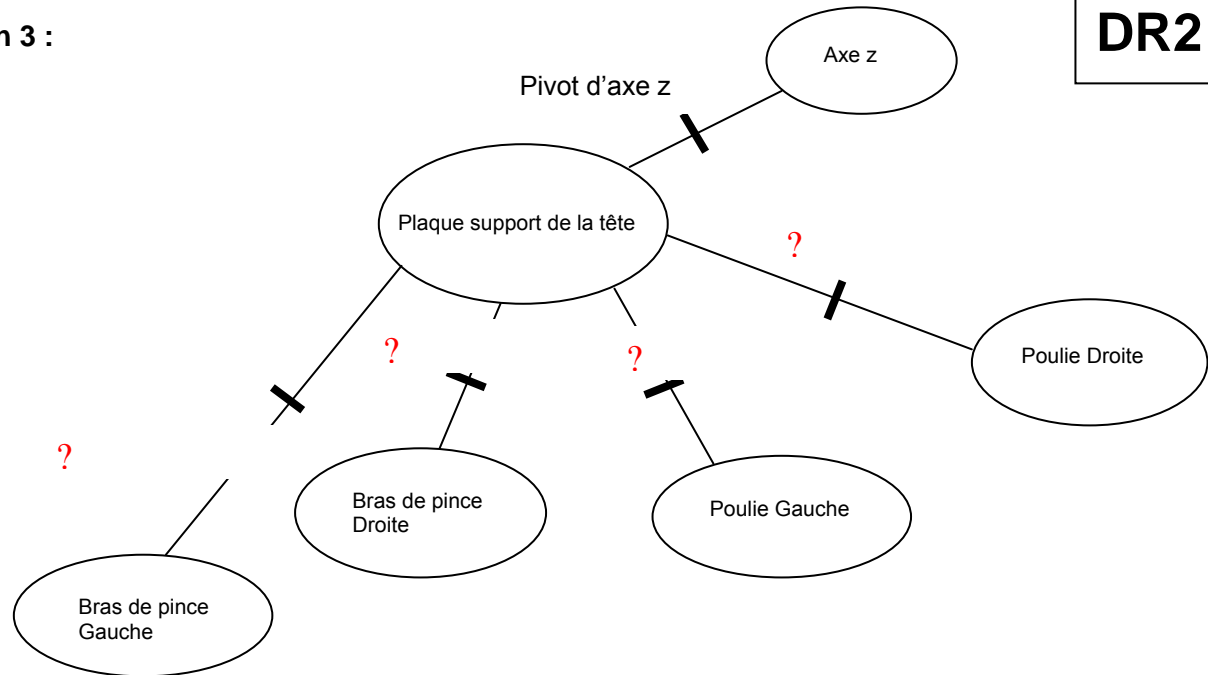 n 3 :
DR2
Axe z
Pivot d'axe z
Plaque support de la tête
?
?
?
Poulie Droite
?
Bras de pince
Droite
Poulie Gauche
Bras de pince
Gauche